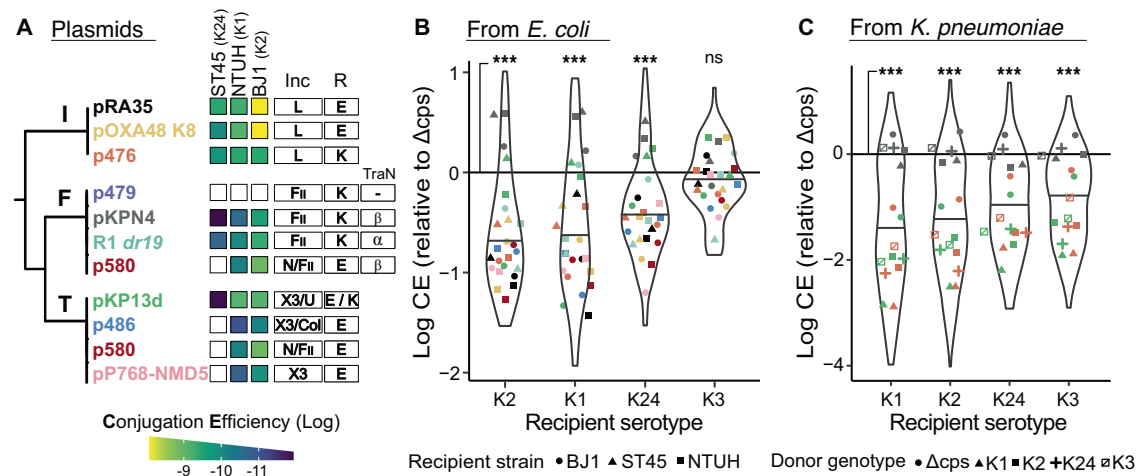 A Plasmids
ST45 (K24)
NTUH (K1)
BJ1 (K2)
Inc R
I
pRA35 L E
pOXA48 K8 L E
p476 L K
TraN
F
p479 FII K -
pKPN4 FII K β
R1 dr19 FII K α
p580 N/FII E β
T
pKP13d X3/U E / K
p486 X3/Col E
p580 N/FII E
pP768-NMD5 X3 E
Conjugation Efficiency (Log)
-9 -10 -11
B From E. coli
*** *** *** ns
Log CE (relative to Δcps)
1
0
-1
-2
K2 K1 K24 K3
Recipient serotype
Recipient strain BJ1 ST45 NTUH
C From K. pneumoniae
*** *** *** ***
Log CE (relative to Δcps)
0
-2
-4
K1 K2 K24 K3
Recipient serotype
Donor genotype Δcps K1 K2 K24 K3